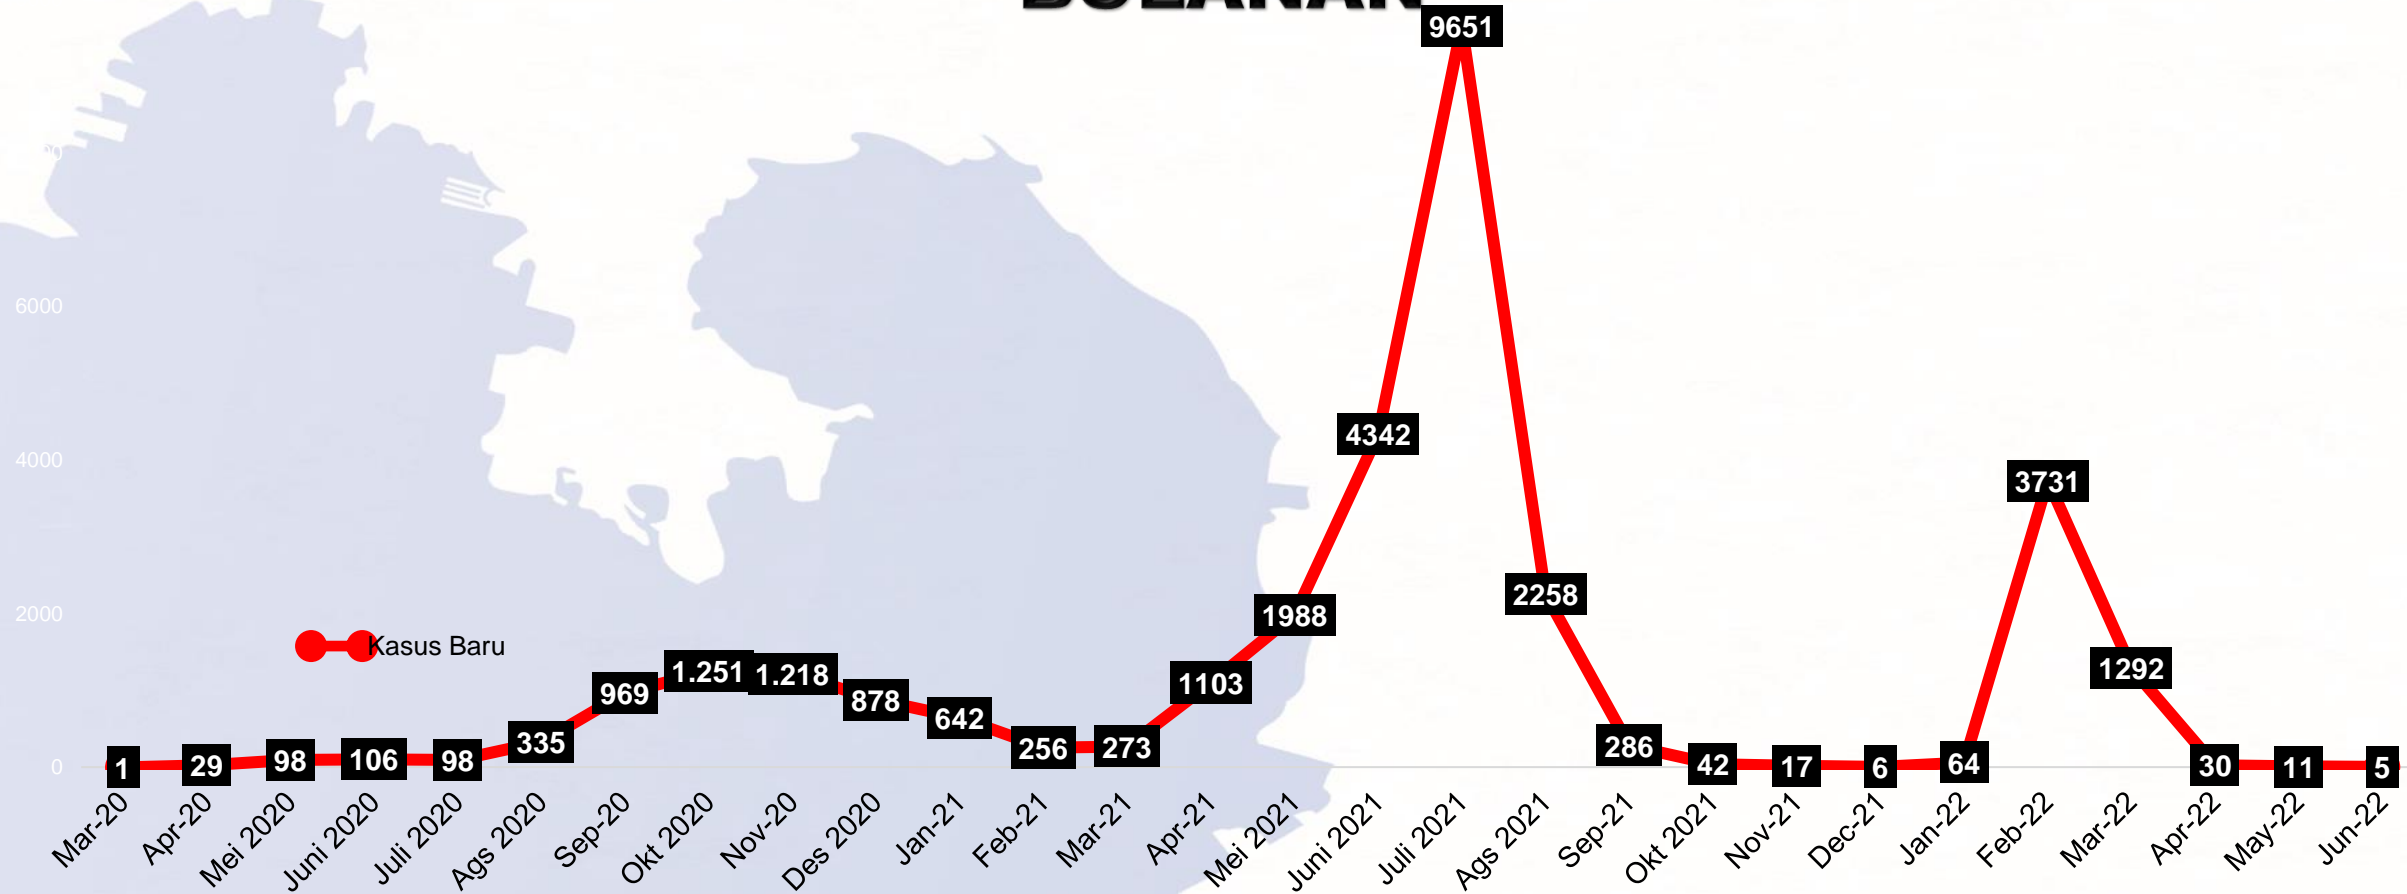 9651
6000
4342
4000
3731
2258
2000
1988
Kasus Baru
1292
1103
1.251
1.218
969
878
642
335
256
273
286
1
29
98
106
98
42
17
6
64
30
11
5
0
Mar-20
Apr-20
Mei 2020
Juni 2020
Juli 2020
Ags 2020
Sep-20
Okt 2020
Nov-20
Des 2020
Jan-21
Feb-21
Mar-21
Apr-21
Mei 2021
Juni 2021
Juli 2021
Ags 2021
Sep-21
Okt 2021
Nov-21
Dec-21
Jan-22
Feb-22
Mar-22
Apr-22
May-22
Jun-22